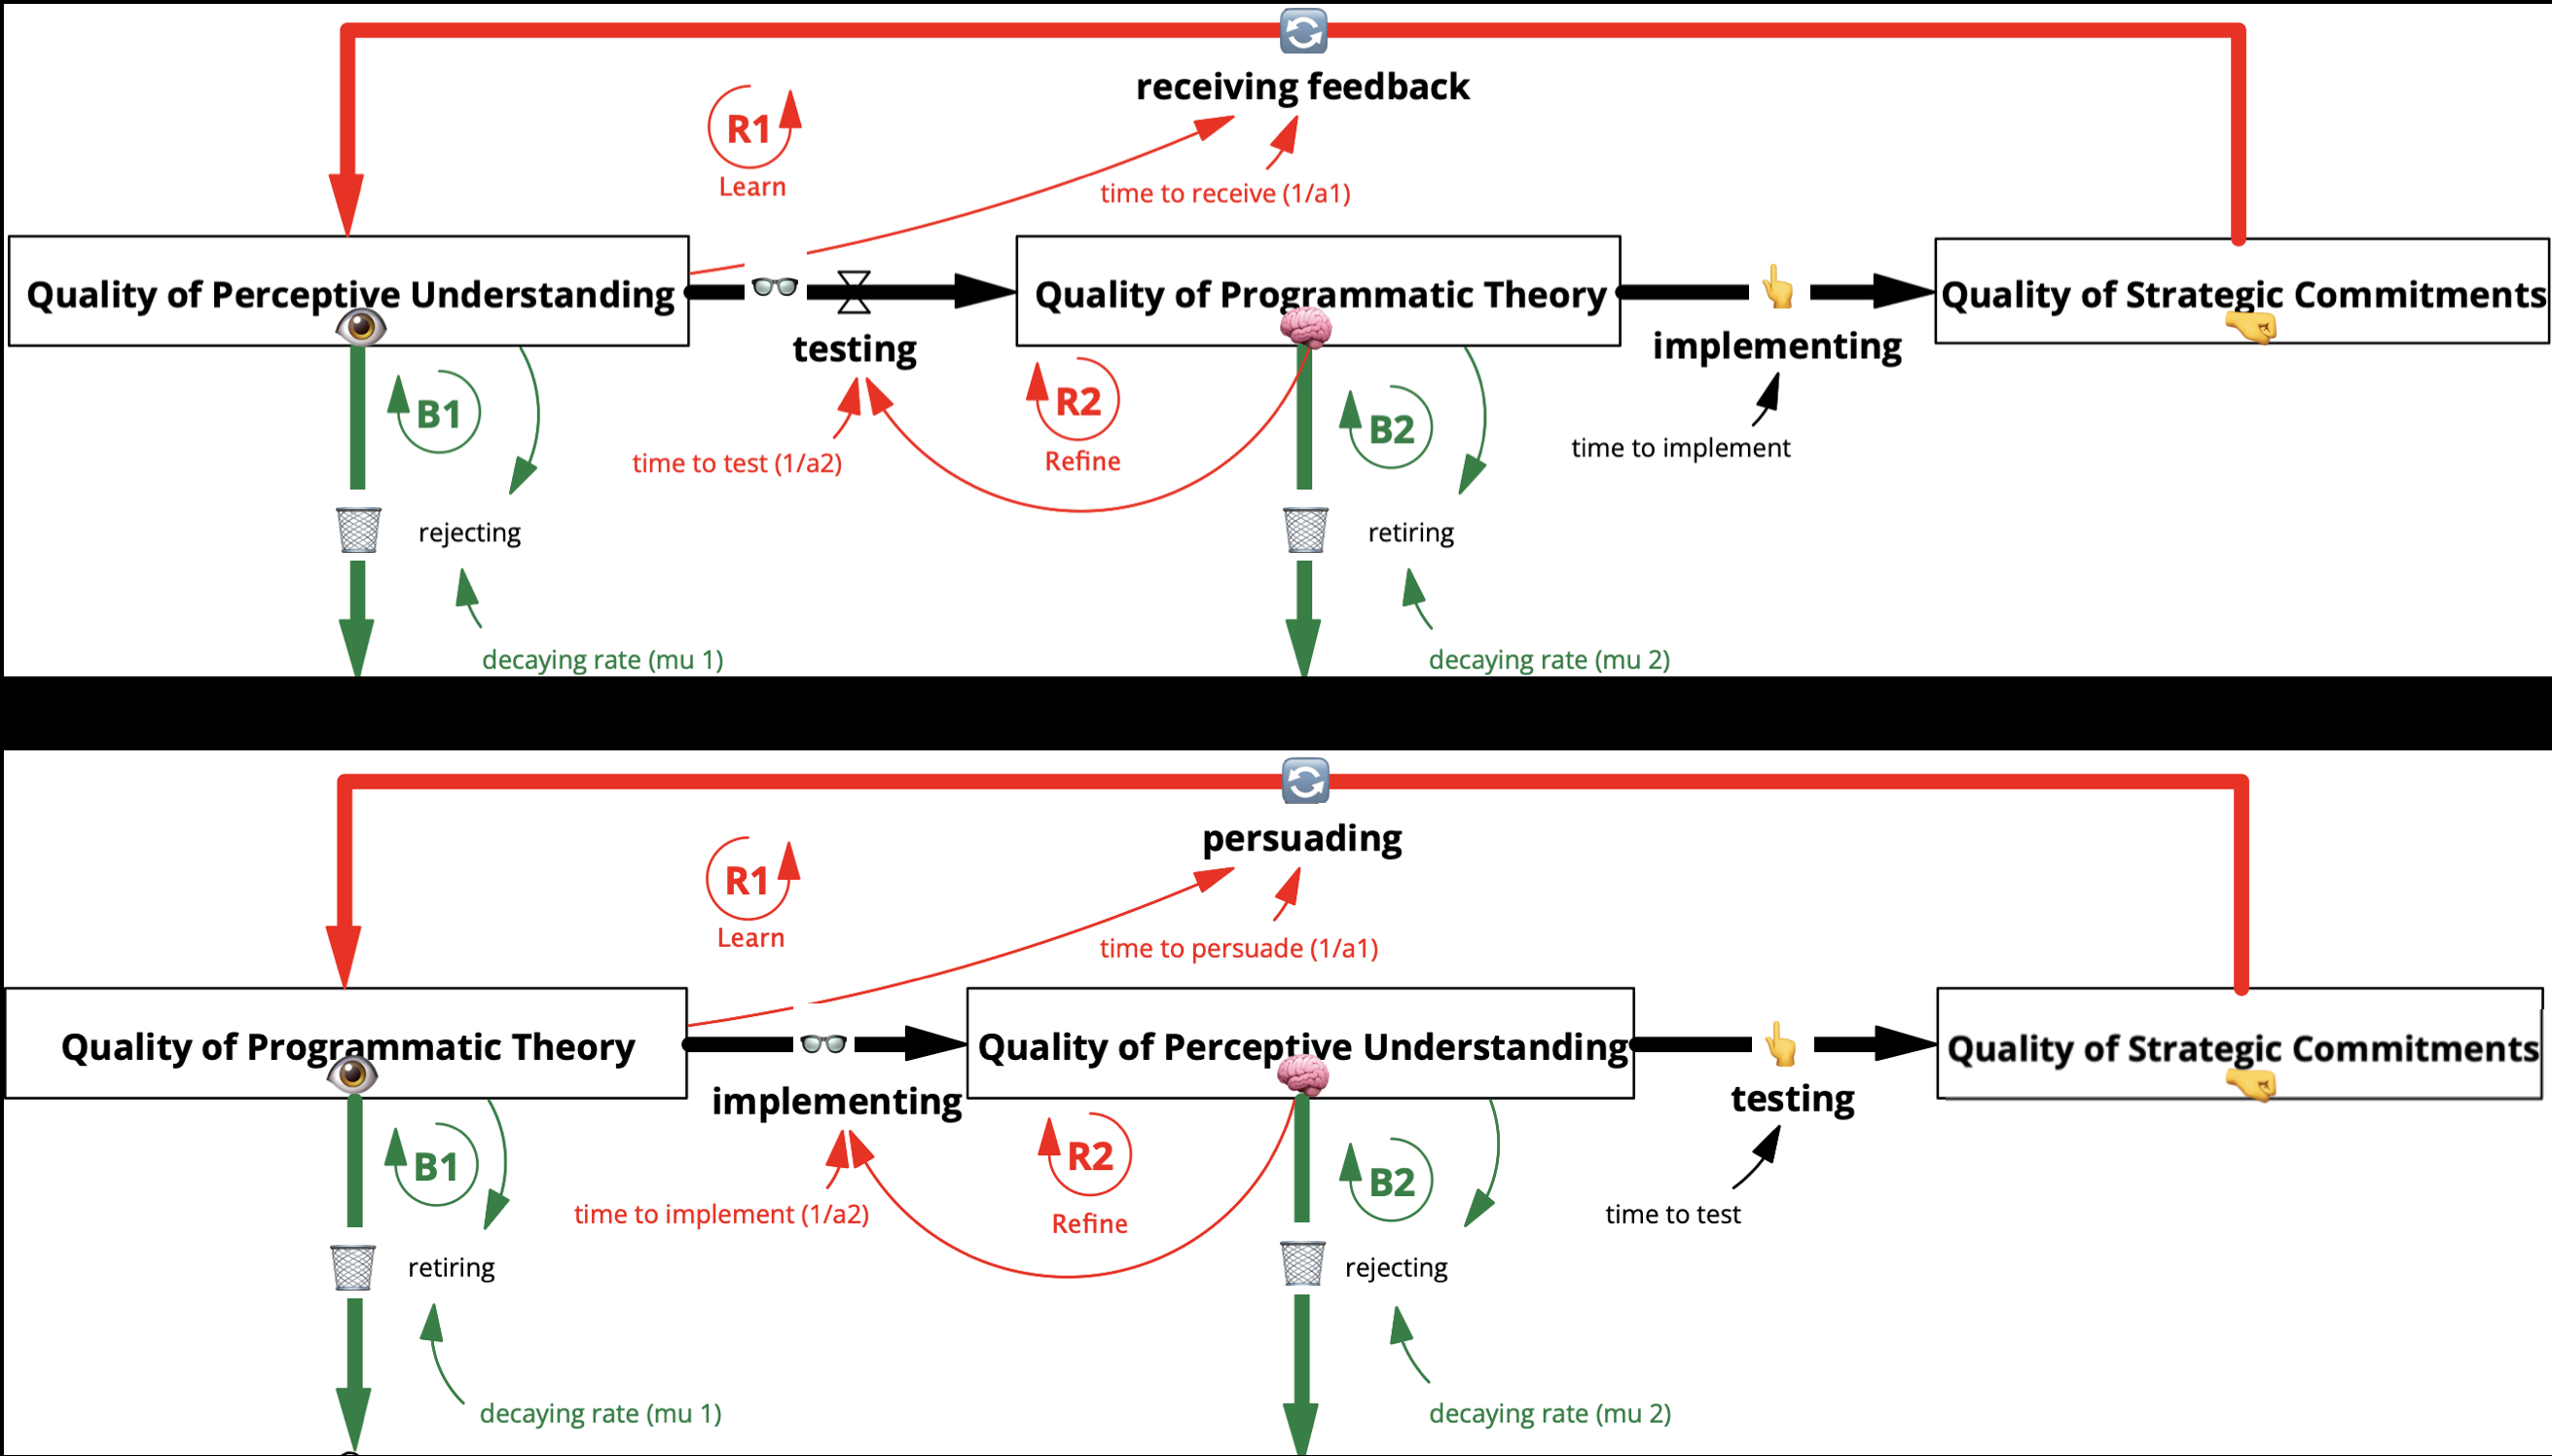 receiving feedback
R1
Learn
time to receive (1/a1)
Quality of Perceptive Understanding
Quality of Programmatic Theory
Quality of Strategic Commitments
testing
implementing
B1
R2
B2
time to test (1/a2)
Refine
time to implement
rejecting
retiring
decaying rate (mu 1)
decaying rate (mu 2)
persuading
R1
Learn
time to persuade (1/a1)
Quality of Programmatic Theory
Quality of Perceptive Understanding
Quality of Strategic Commitments
implementing
testing
B1
R2
B2
time to implement (1/a2)
Refine
time to test
retiring
rejecting
decaying rate (mu 1)
decaying rate (mu 2)